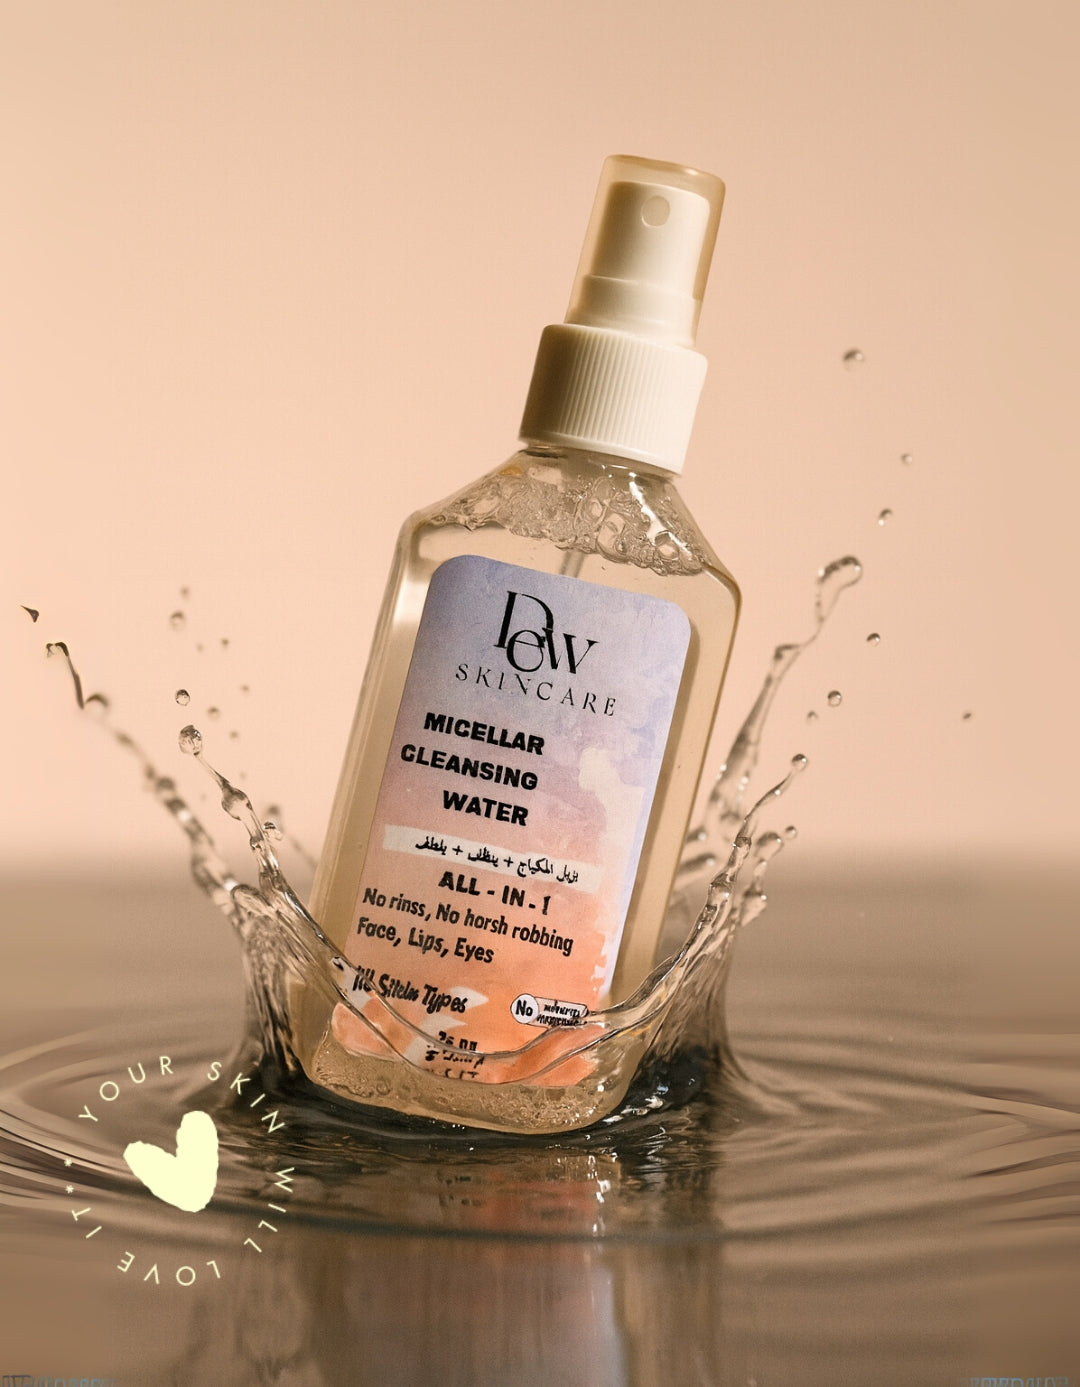 Dew
SKINCARE
MICELLAR
CLEANSING
WATER
يزيل المكياج + ينظف + يلطف
ALL - IN - 1
No rinss, No horsh robbing
Face, Lips, Eyes
Types
No
YOUR SKIN WILL LOVE IT